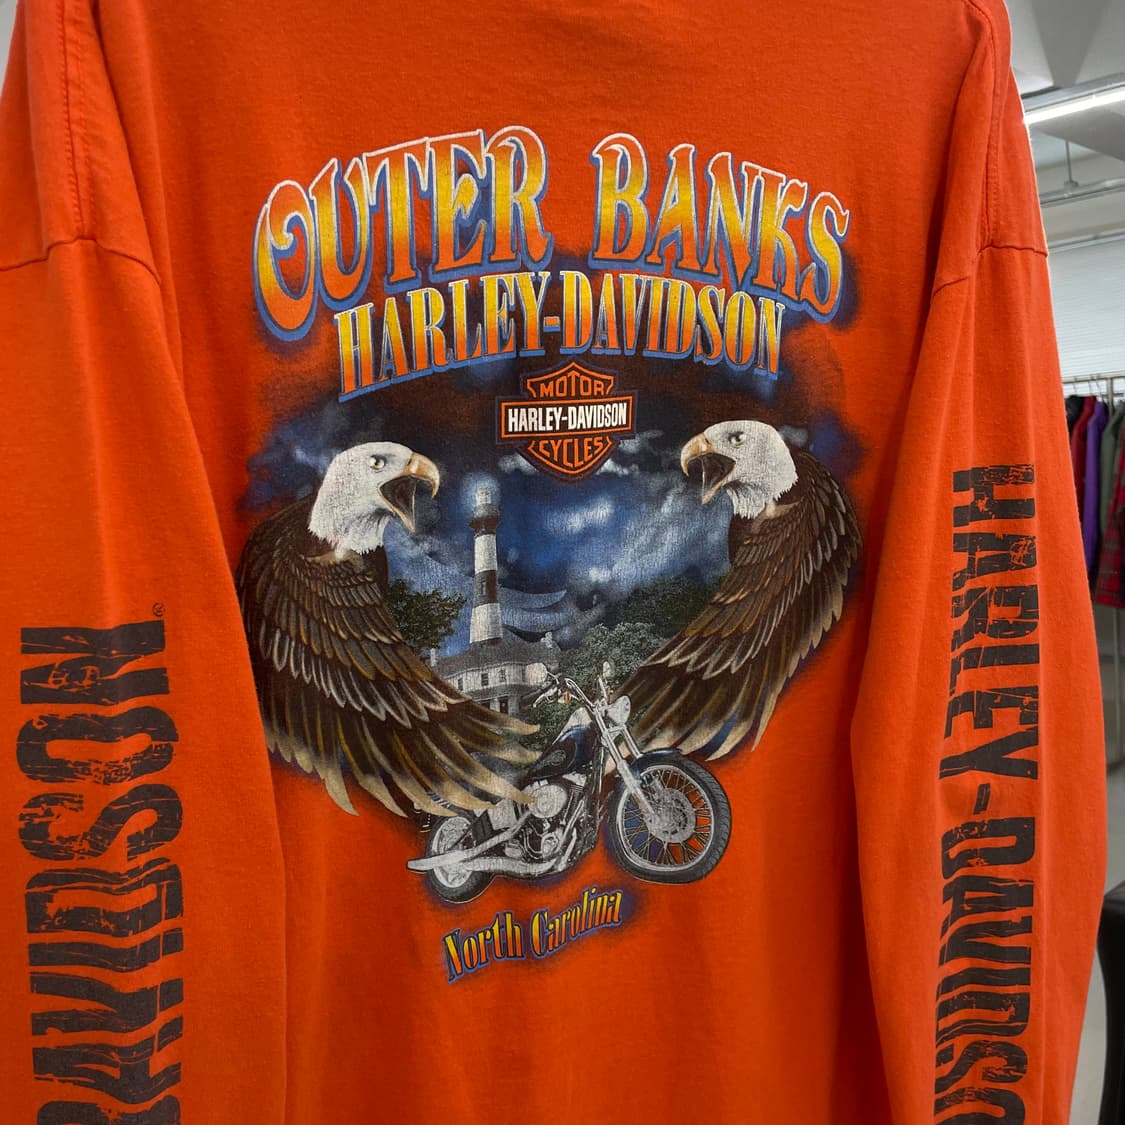 OUTER BANKS
HARLEY-DAVIDSON
MOTOR
HARLEY-DAVIDSON
CYCLES
North Carolina
DAVIDSON®
HARLEY-DAVIDSON